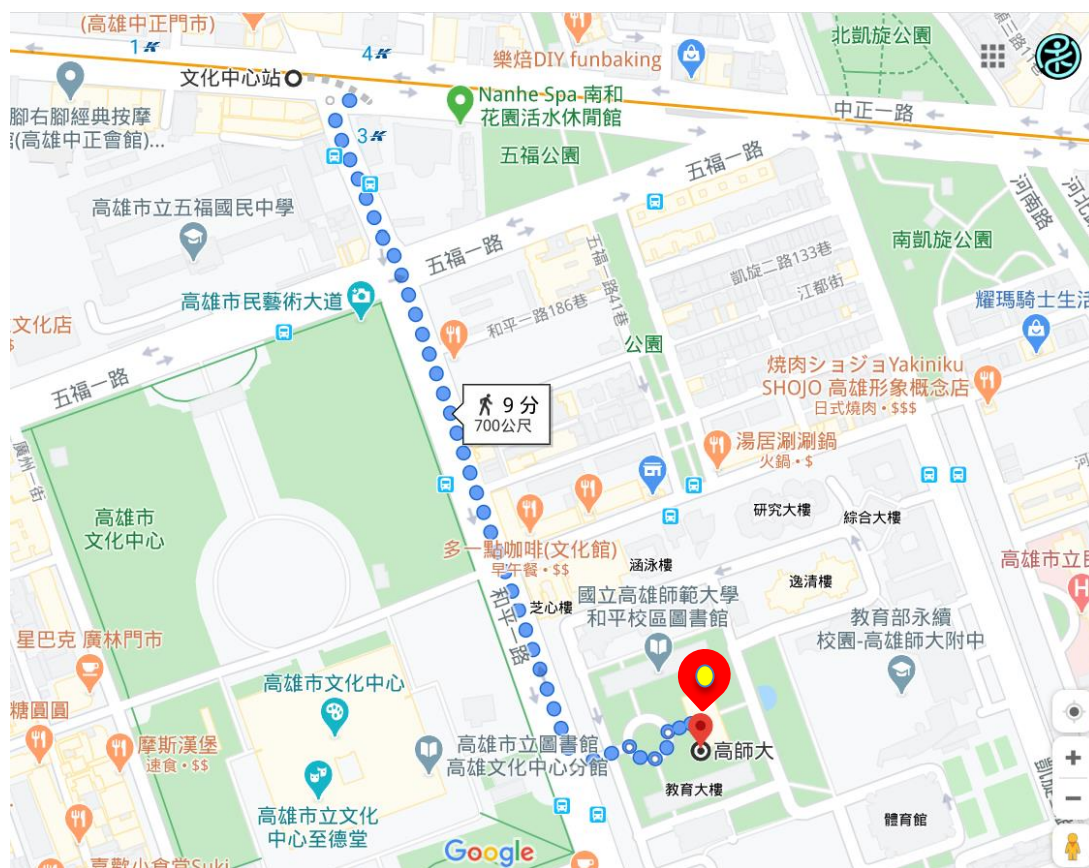 (高雄中正門市)
1
4
文化中心站
樂焙DIY funbaking
北凱旋公園
腳右腳經典按摩
(高雄中正會館)...
3
Nanhe Spa 南和
花園活水休閒館
中正一路
五福公園
五福一路
河南路
高雄市立五福國民中學
五福一路
五福一路41巷
凱旋二路133巷
江都街
南凱旋公園
高雄市民藝術大道
文化店
和平一路186巷
公園
耀瑪騎士生活
五福一路
燒肉ショジョYakiniku
SHOJO 高雄形象概念店
日式燒肉・$$$
9 分
700公尺
廣州一街
湯居涮涮鍋
火鍋・$
高雄市
文化中心
研究大樓
綜合大樓
多一點咖啡(文化館)
早午餐・$$
涵泳樓
逸清樓
高雄市立民
國立高雄師範大學
和平校區圖書館
芝心樓
和平一路
教育部永續
校園-高雄師大附中
H
星巴克 廣林門市
高雄市文化中心
糖圓圓
摩斯漢堡
速食・$$
高雄市立圖書館
高雄文化中心分館
高師大
教育大樓
高雄市立文化
中心至德堂
體育館
Google
喜歡小食堂Suki